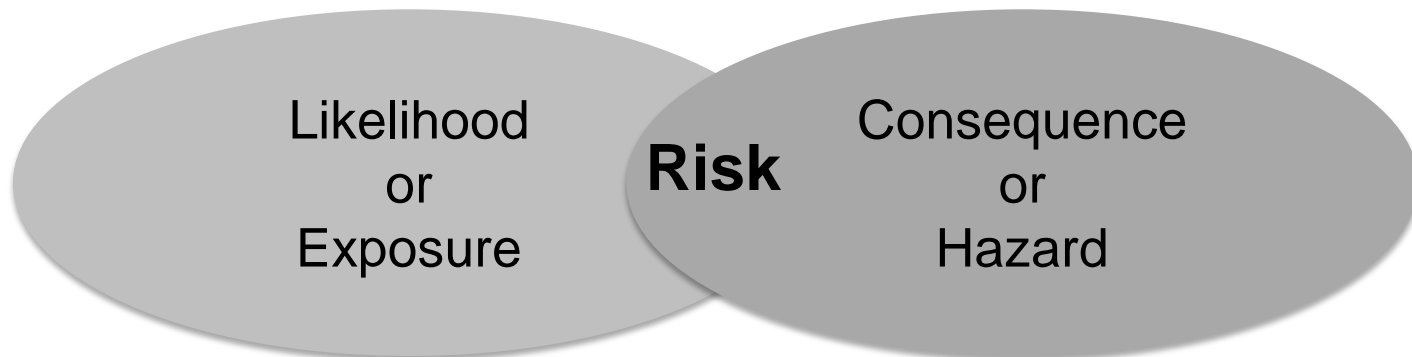 Likelihood
or
Exposure
Risk
Consequence
or
Hazard